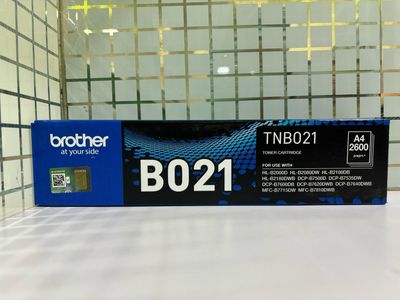 brother
at your side
B021
TNB021
TONER CARTRIDGE
A4
2600
pages*
FOR USE WITH
HL-B2000D HL-B2080DW HL-B2100DB
HL-B2180DWB DCP-B7500D DCP-B7535DW
DCP-B7600DB DCP-B7620DWB DCP-B7640DWB
MFC-B7715DW MFC-B7810DWB